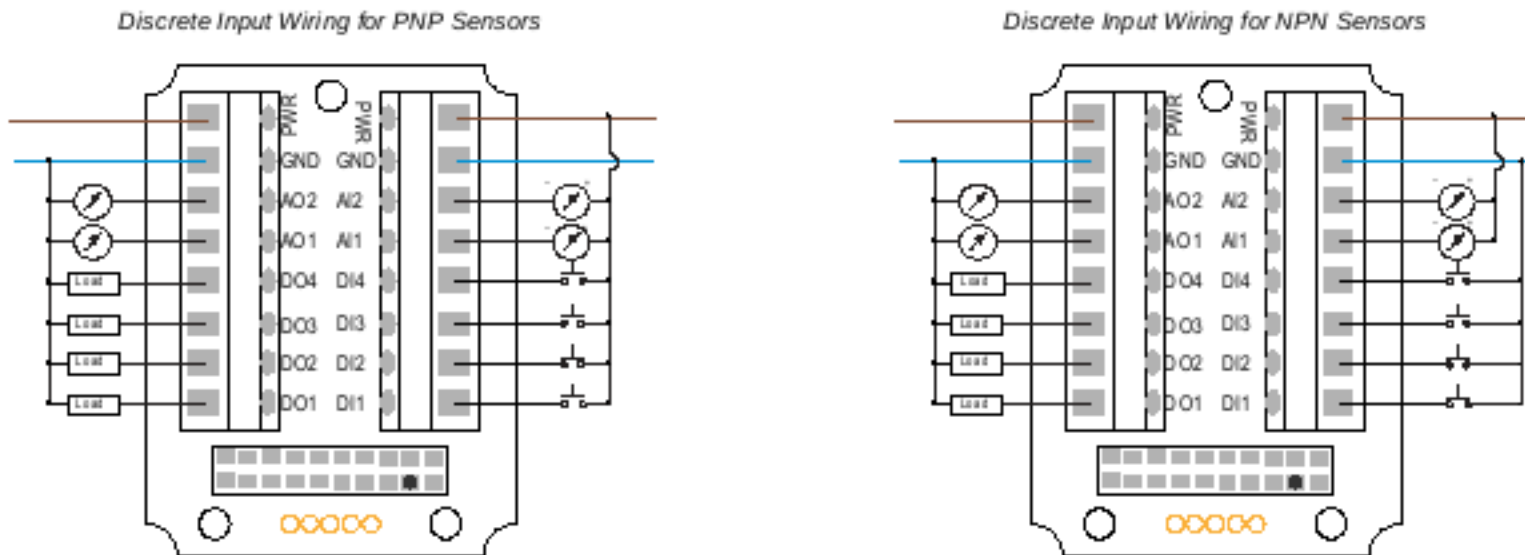 Discrete Input Wiring for PNP Sensors
PWR PWR
GND GND
AO2 AI2
AO1 AI1
Load DO4 DI4
Load DO3 DI3
Load DO2 DI2
Load DO1 DI1
Discrete Input Wiring for NPN Sensors
PWR PWR
GND GND
AO2 AI2
AO1 AI1
Load DO4 DI4
Load DO3 DI3
Load DO2 DI2
Load DO1 DI1